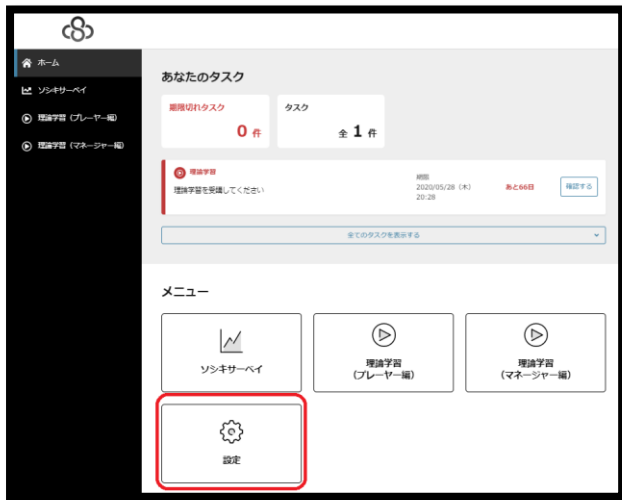 ホーム
ソシキサーベイ
理論学習（プレーヤー編）
理論学習（マネージャー編）
あなたのタスク
期限切れタスク
0 件
タスク
全 1 件
理論学習
理論学習を受講してください
期限
2020/05/28（木）
20:28
あと66日
確認する
全てのタスクを表示する
メニュー
ソシキサーベイ
理論学習
（プレーヤー編）
理論学習
（マネージャー編）
設定